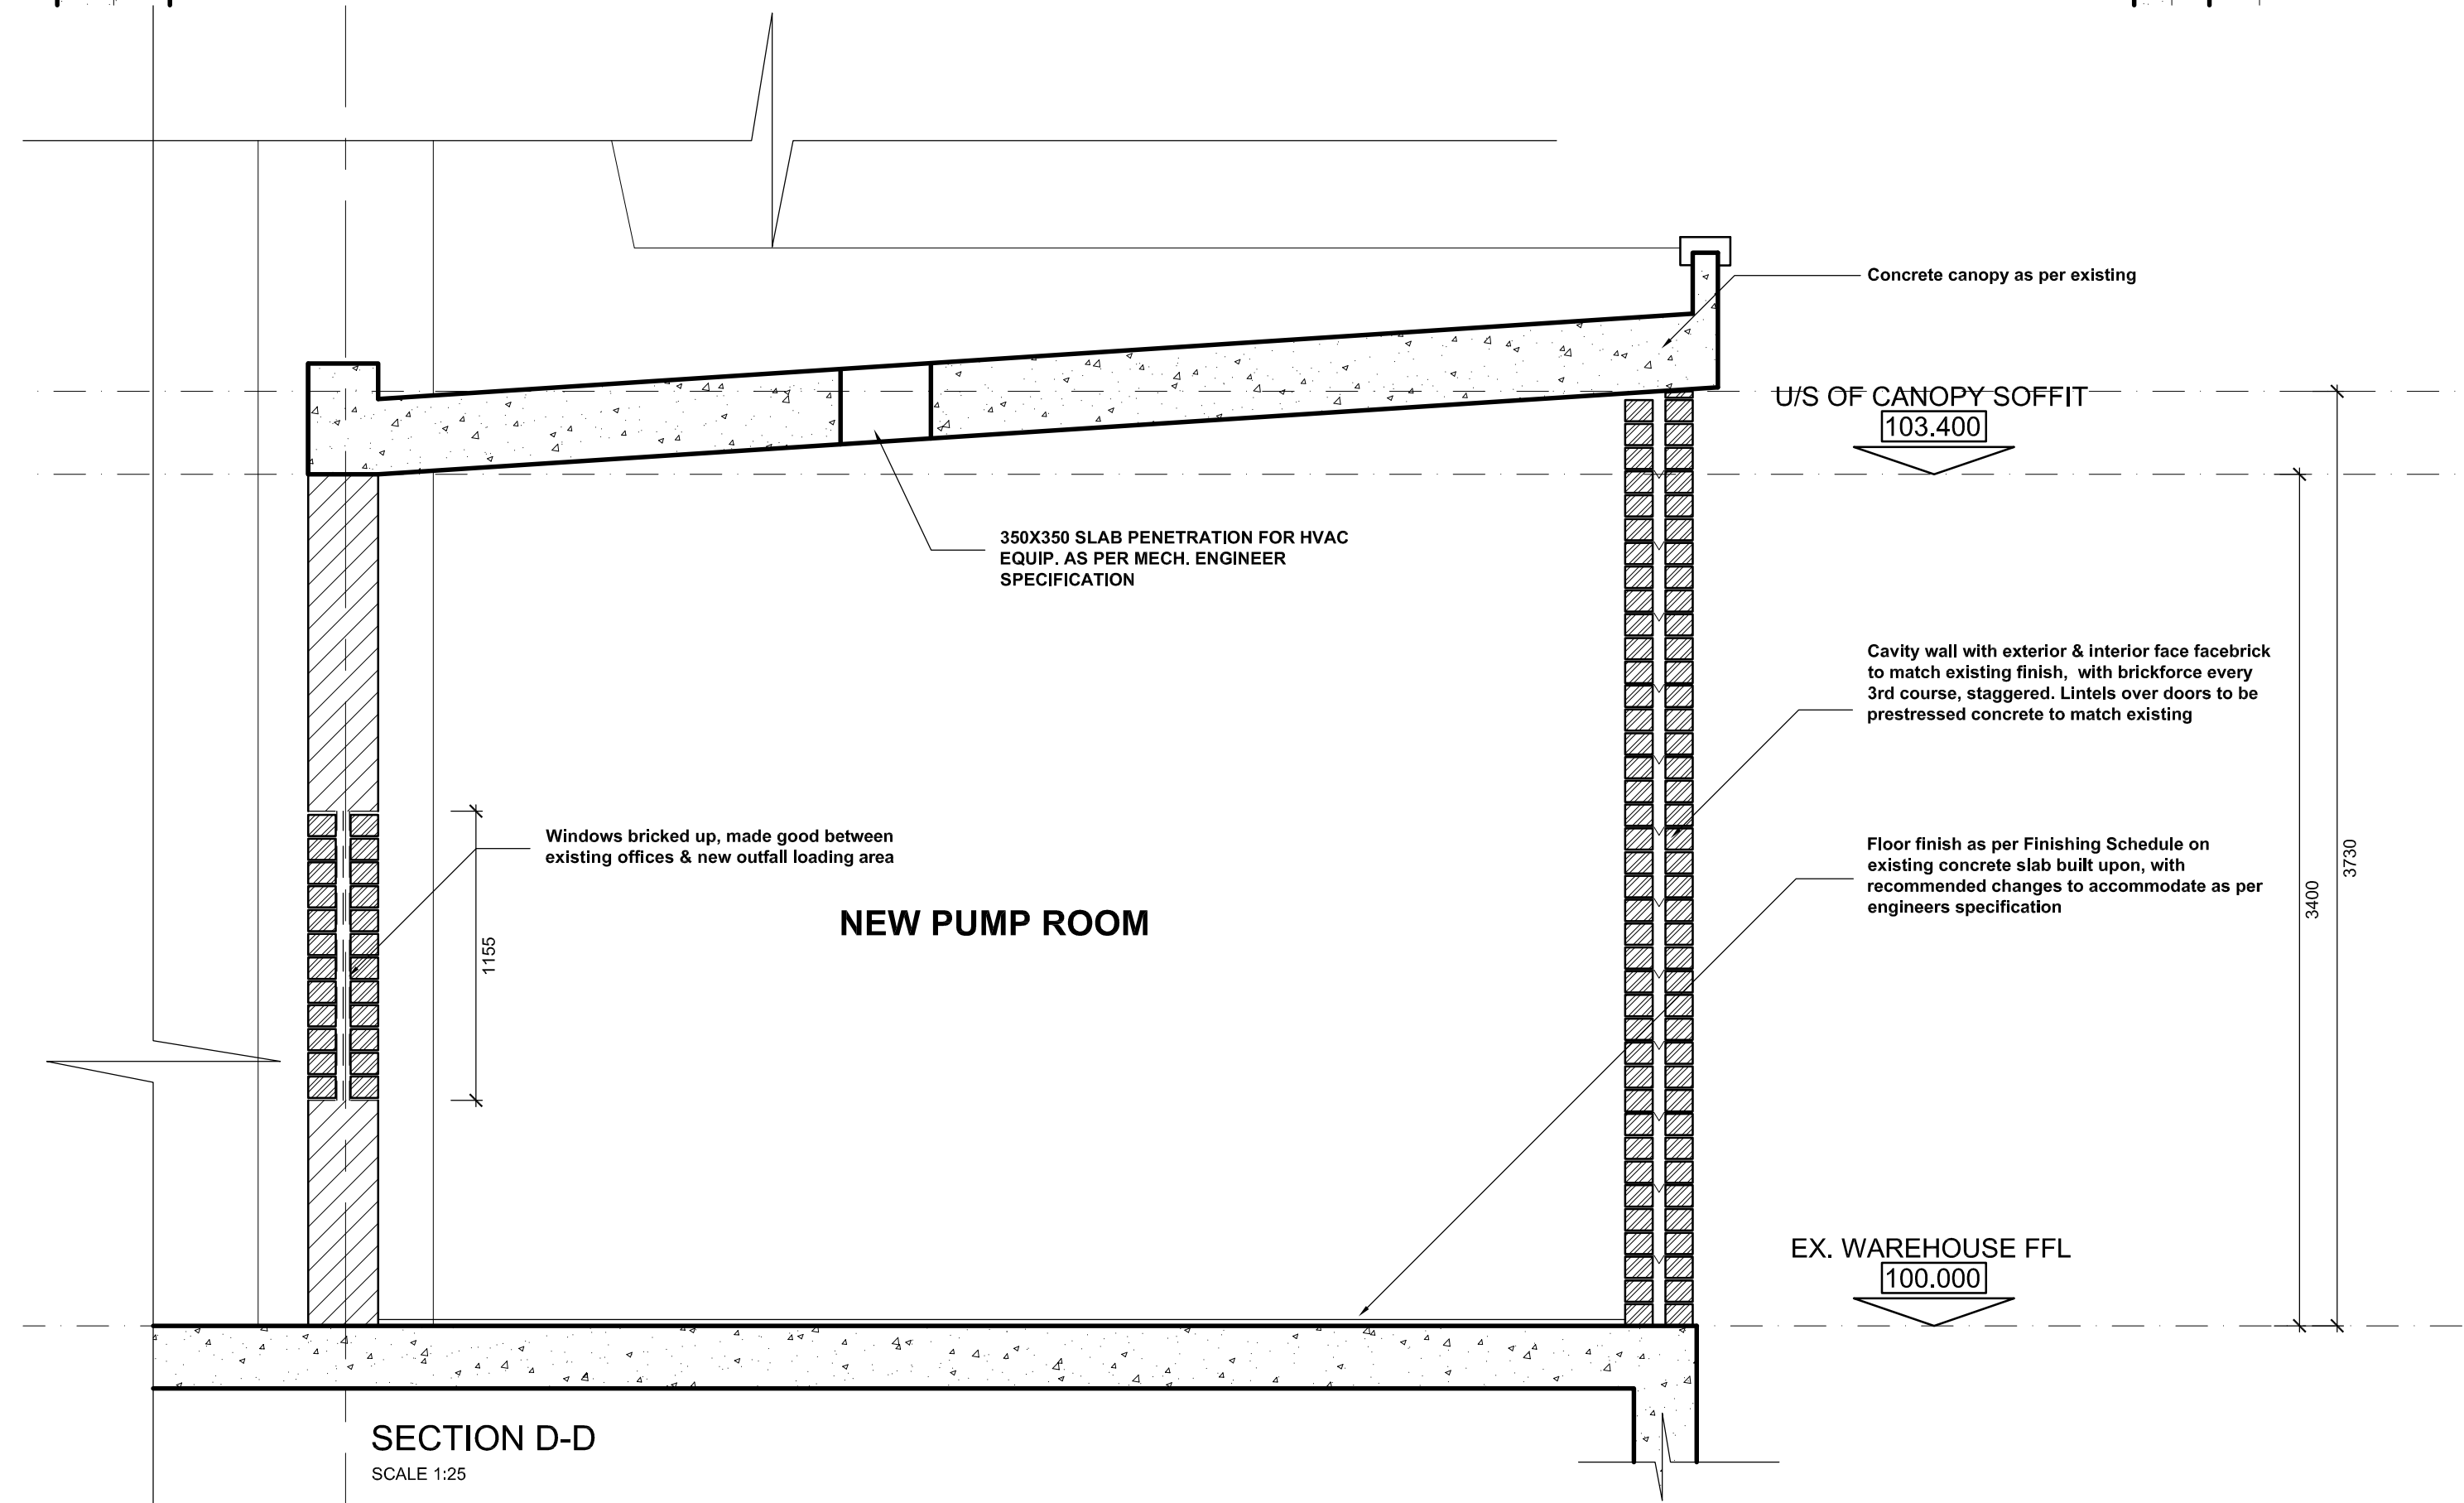 Concrete canopy as per existing
U/S OF CANOPY SOFFIT
103.400
350X350 SLAB PENETRATION FOR HVAC
EQUIP. AS PER MECH. ENGINEER
SPECIFICATION
Cavity wall with exterior & interior face facebrick
to match existing finish, with brickforce every
3rd course, staggered. Lintels over doors to be
prestressed concrete to match existing
Windows bricked up, made good between
existing offices & new outfall loading area
Floor finish as per Finishing Schedule on
existing concrete slab built upon, with
recommended changes to accommodate as per
engineers specification
3730
3400
NEW PUMP ROOM
1155
EX. WAREHOUSE FFL
100.000
SECTION D-D
SCALE 1:25